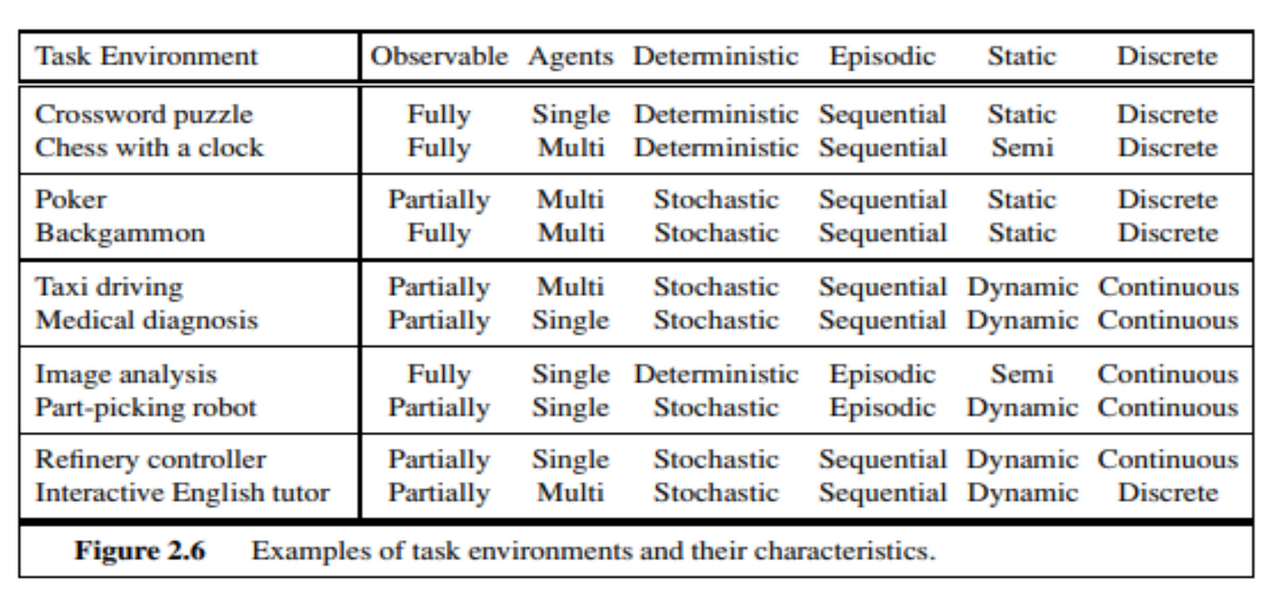 Task Environment Observable Agents Deterministic Episodic Static Discrete
Crossword puzzle Fully Single Deterministic Sequential Static Discrete
Chess with a clock Fully Multi Deterministic Sequential Semi Discrete
Poker Partially Multi Stochastic Sequential Static Discrete
Backgammon Fully Multi Stochastic Sequential Static Discrete
Taxi driving Partially Multi Stochastic Sequential Dynamic Continuous
Medical diagnosis Partially Single Stochastic Sequential Dynamic Continuous
Image analysis Fully Single Deterministic Episodic Semi Continuous
Part-picking robot Partially Single Stochastic Episodic Dynamic Continuous
Refinery controller Partially Single Stochastic Sequential Dynamic Continuous
Interactive English tutor Partially Multi Stochastic Sequential Dynamic Discrete
Figure 2.6 Examples of task environments and their characteristics.